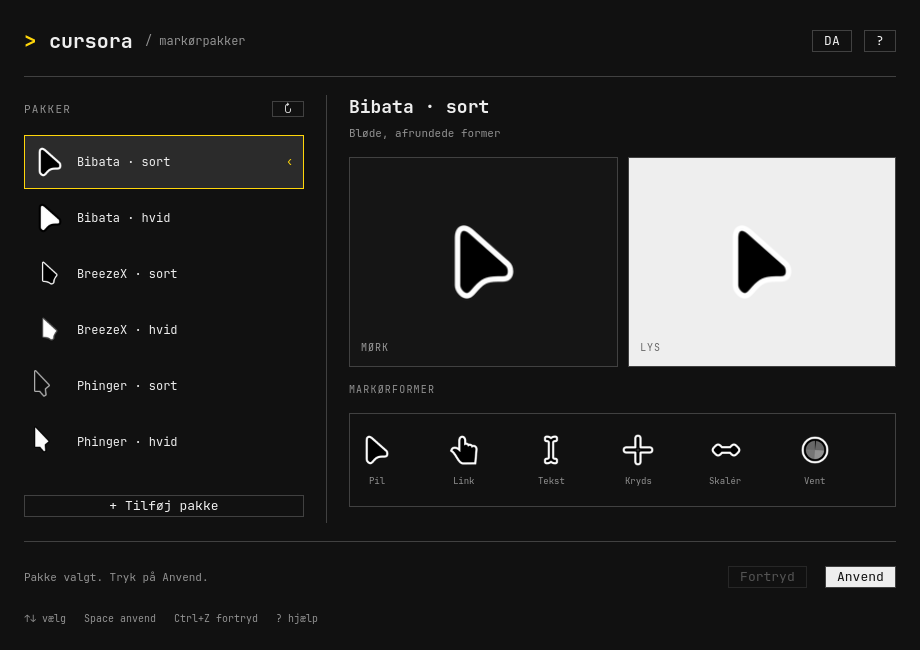 > cursora / markørpakker
DA
?
PAKKER
↻
Bibata · sort ‹
Bibata · hvid
BreezeX · sort
BreezeX · hvid
Phinger · sort
Phinger · hvid
+ Tilføj pakke
Bibata · sort
Bløde, afrundede former
MØRK
LYS
MARKØRFORMER
Pil
Link
Tekst
Kryds
Skalér
Vent
Pakke valgt. Tryk på Anvend.
Fortryd
Anvend
↑↓ vælg Space anvend Ctrl+Z fortryd ? hjælp